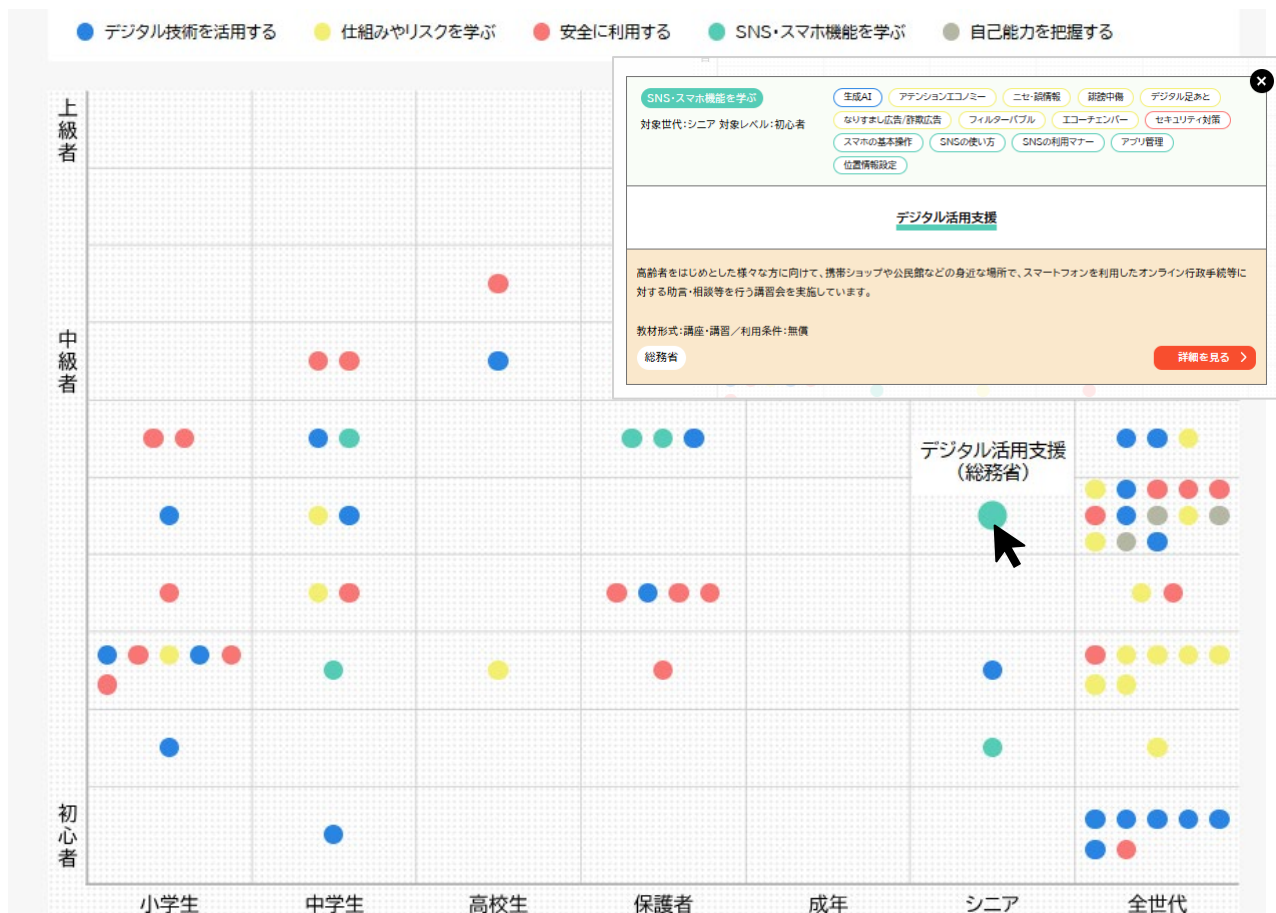 デジタル技術を活用する 仕組みやリスクを学ぶ 安全に利用する SNS・スマホ機能を学ぶ 自己能力を把握する
SNS・スマホ機能を学ぶ
対象世代:シニア 対象レベル:初心者
生成AI アテンションエコノミー ニセ・誤情報 誹謗中傷 デジタル足あと
なりすまし広告/詐欺広告 フィルターバブル エコーチェンバー セキュリティ対策
スマホの基本操作 SNSの使い方 SNSの利用マナー アプリ管理
位置情報設定
デジタル活用支援
高齢者をはじめとした様々な方に向けて、携帯ショップや公民館などの身近な場所で、スマートフォンを利用したオンライン行政手続等に
対する助言・相談等を行う講習会を実施しています。
教材形式:講座・講習／利用条件:無償
総務省
詳細を見る
上級者
中級者
初心者
デジタル活用支援
（総務省）
小学生 中学生 高校生 保護者 成年 シニア 全世代